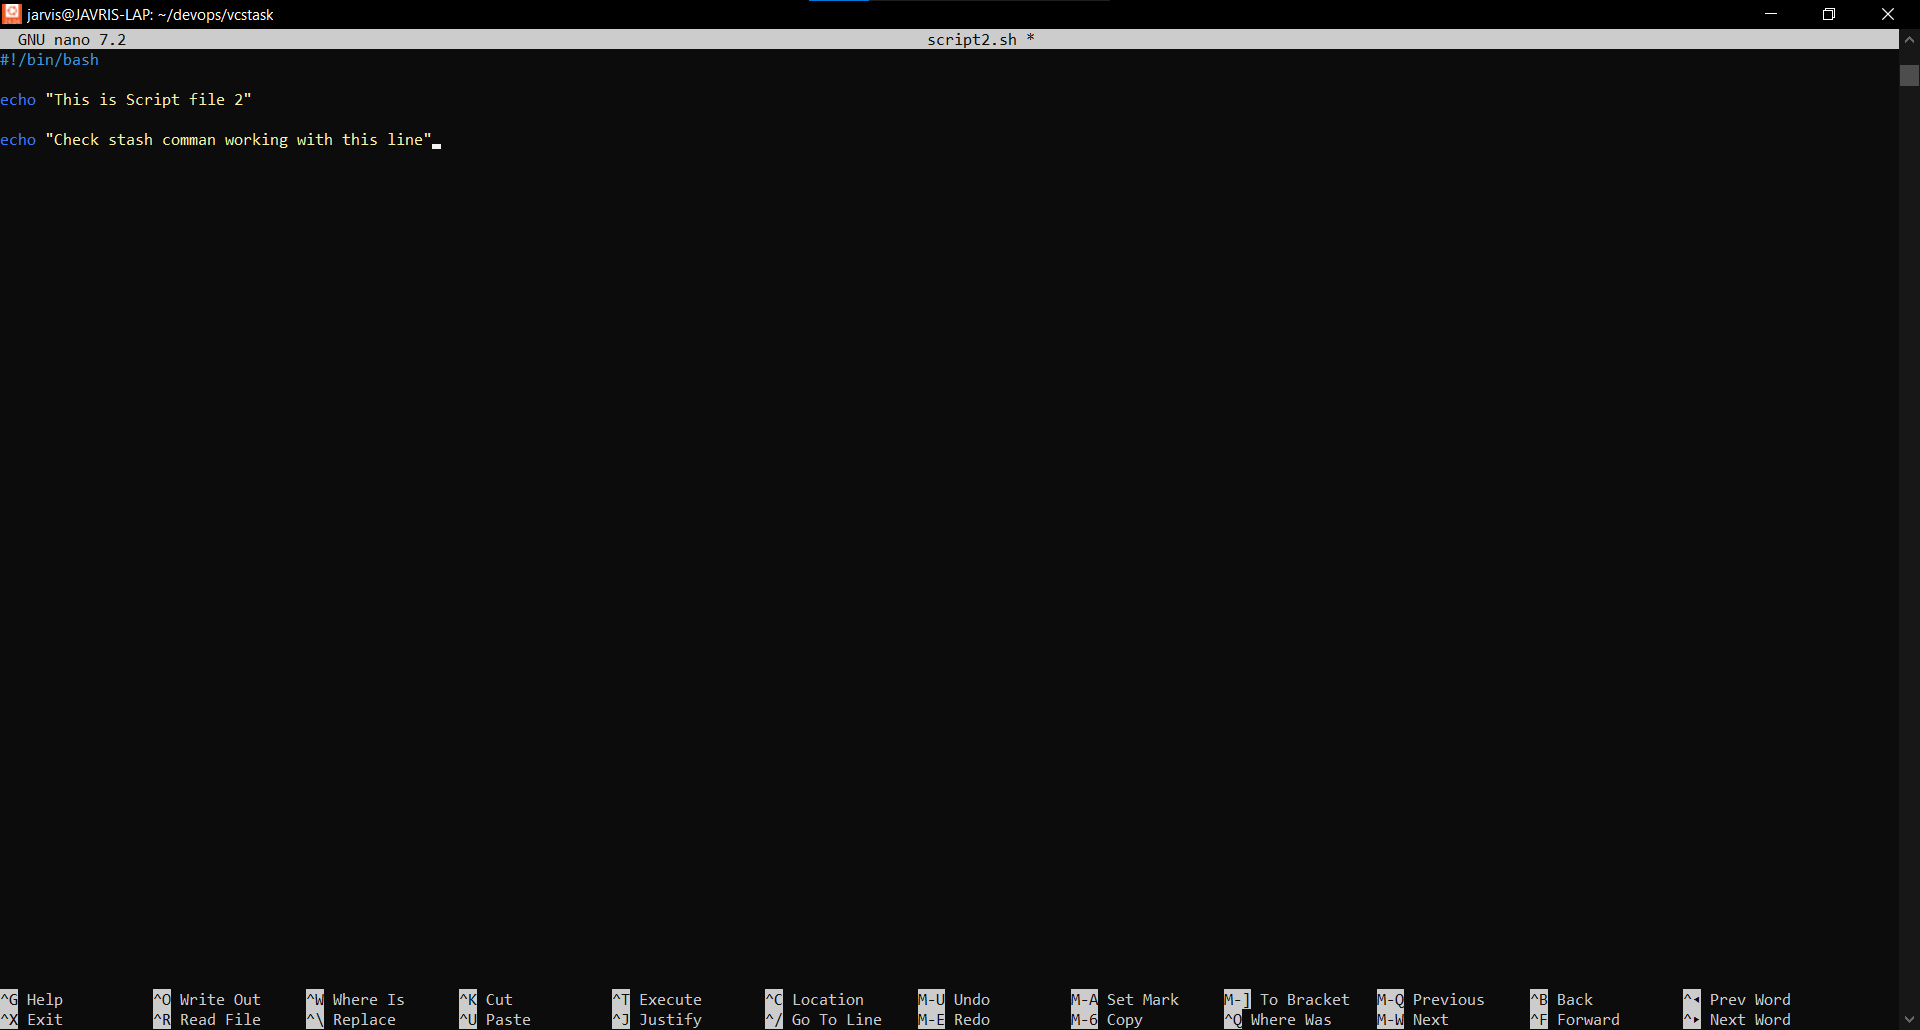 jarvis@JAVRIS-LAP: ~/devops/vcstask
GNU nano 7.2 script2.sh *
#!/bin/bash
echo "This is Script file 2"
echo "Check stash comman working with this line"
^G Help ^O Write Out ^W Where Is ^K Cut ^T Execute ^C Location M-U Undo M-A Set Mark M-] To Bracket M-Q Previous ^B Back ^◂ Prev Word
^X Exit ^R Read File ^\ Replace ^U Paste ^J Justify ^/ Go To Line M-E Redo M-6 Copy ^Q Where Was M-W Next ^F Forward ^▸ Next Word